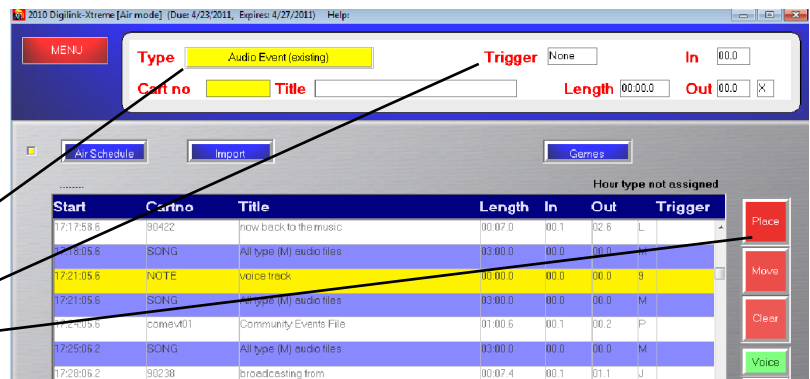 2010 Digilink-Xtreme [Air mode] (Due: 4/23/2011, Expires: 4/27/2011) Help:
MENU
Type Audio Event (existing) Trigger None In 00.0
Cart no Title Length 00:00.0 Out 00.0 X
Air Schedule Import Games
........ Hour type not assigned
Start Cartno Title Length In Out Trigger
17:17:58.6 90422 now back to the music 00:07.0 00.1 02.6 L
17:18:05.6 SONG All type (M) audio files 03:00.0 00.0 00.0 M
17:21:05.6 NOTE voice track 00:00.0 00.0 00.0 9
17:21:05.6 SONG All type (M) audio files 03:00.0 00.0 00.0 M
17:24:05.6 comevt01 Community Events File 01:00.6 00.1 00.2 P
17:25:06.2 SONG All type (M) audio files 03:00.0 00.0 00.0 M
17:28:06.2 90238 broadcasting from 00:07.4 00.1 01.1 J
Place
Move
Clear
Voice